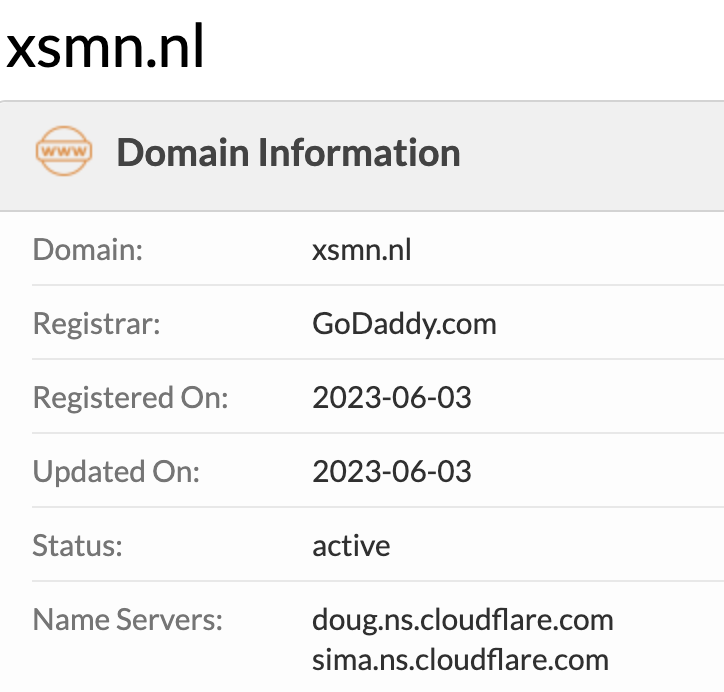 xsmn.nl
www
Domain Information
Domain: xsmn.nl
Registrar: GoDaddy.com
Registered On: 2023-06-03
Updated On: 2023-06-03
Status: active
Name Servers: doug.ns.cloudflare.com
sima.ns.cloudflare.com